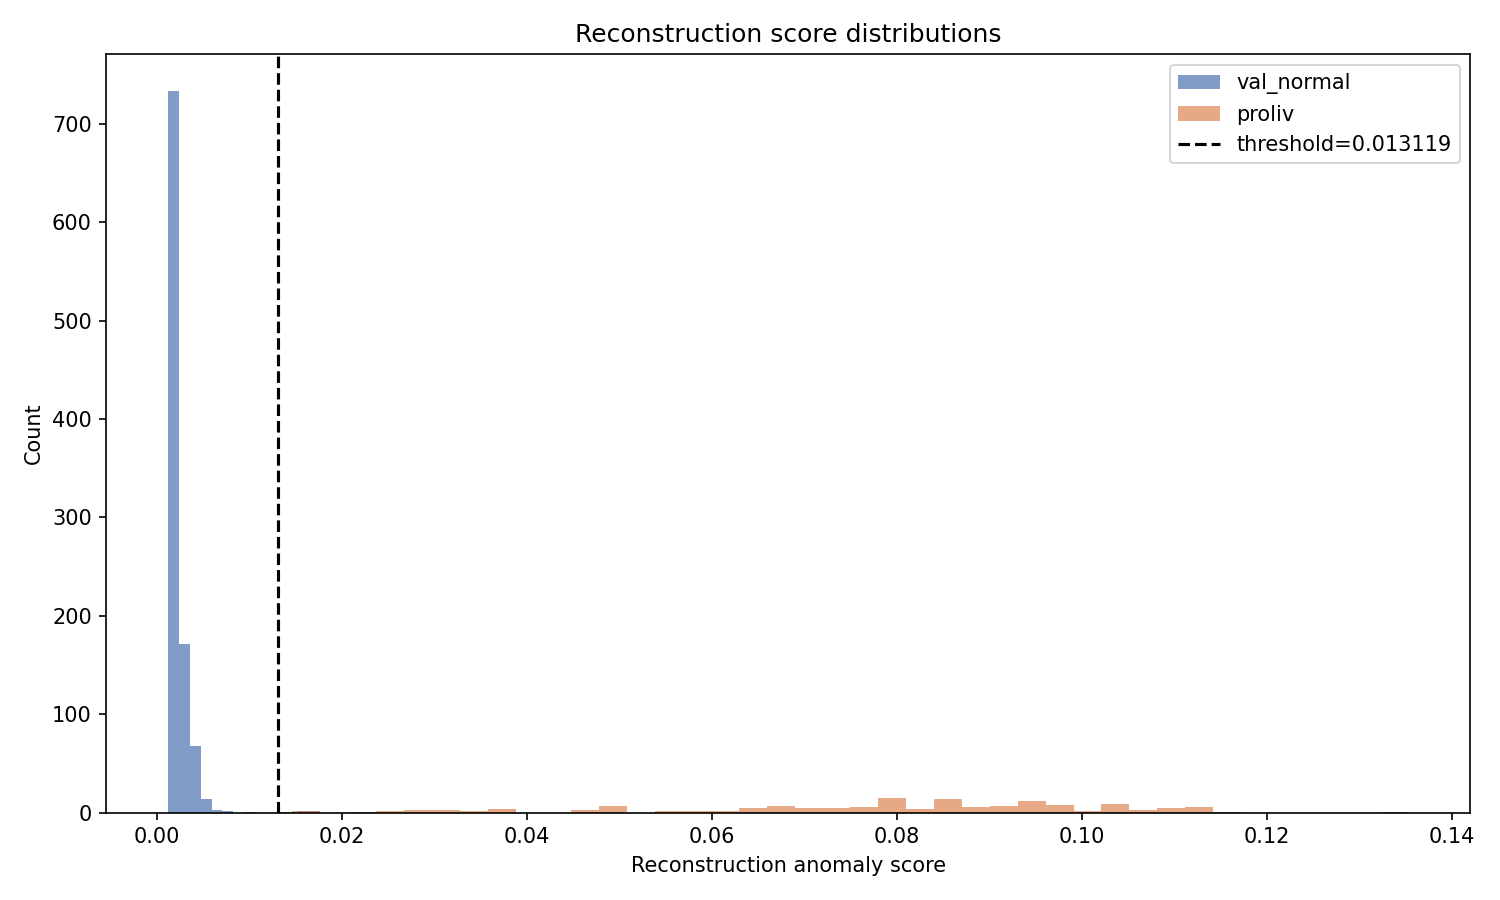 Reconstruction score distributions
val_normal
proliv
threshold=0.013119
Count
700
600
500
400
300
200
100
0
0.00 0.02 0.04 0.06 0.08 0.10 0.12 0.14
Reconstruction anomaly score